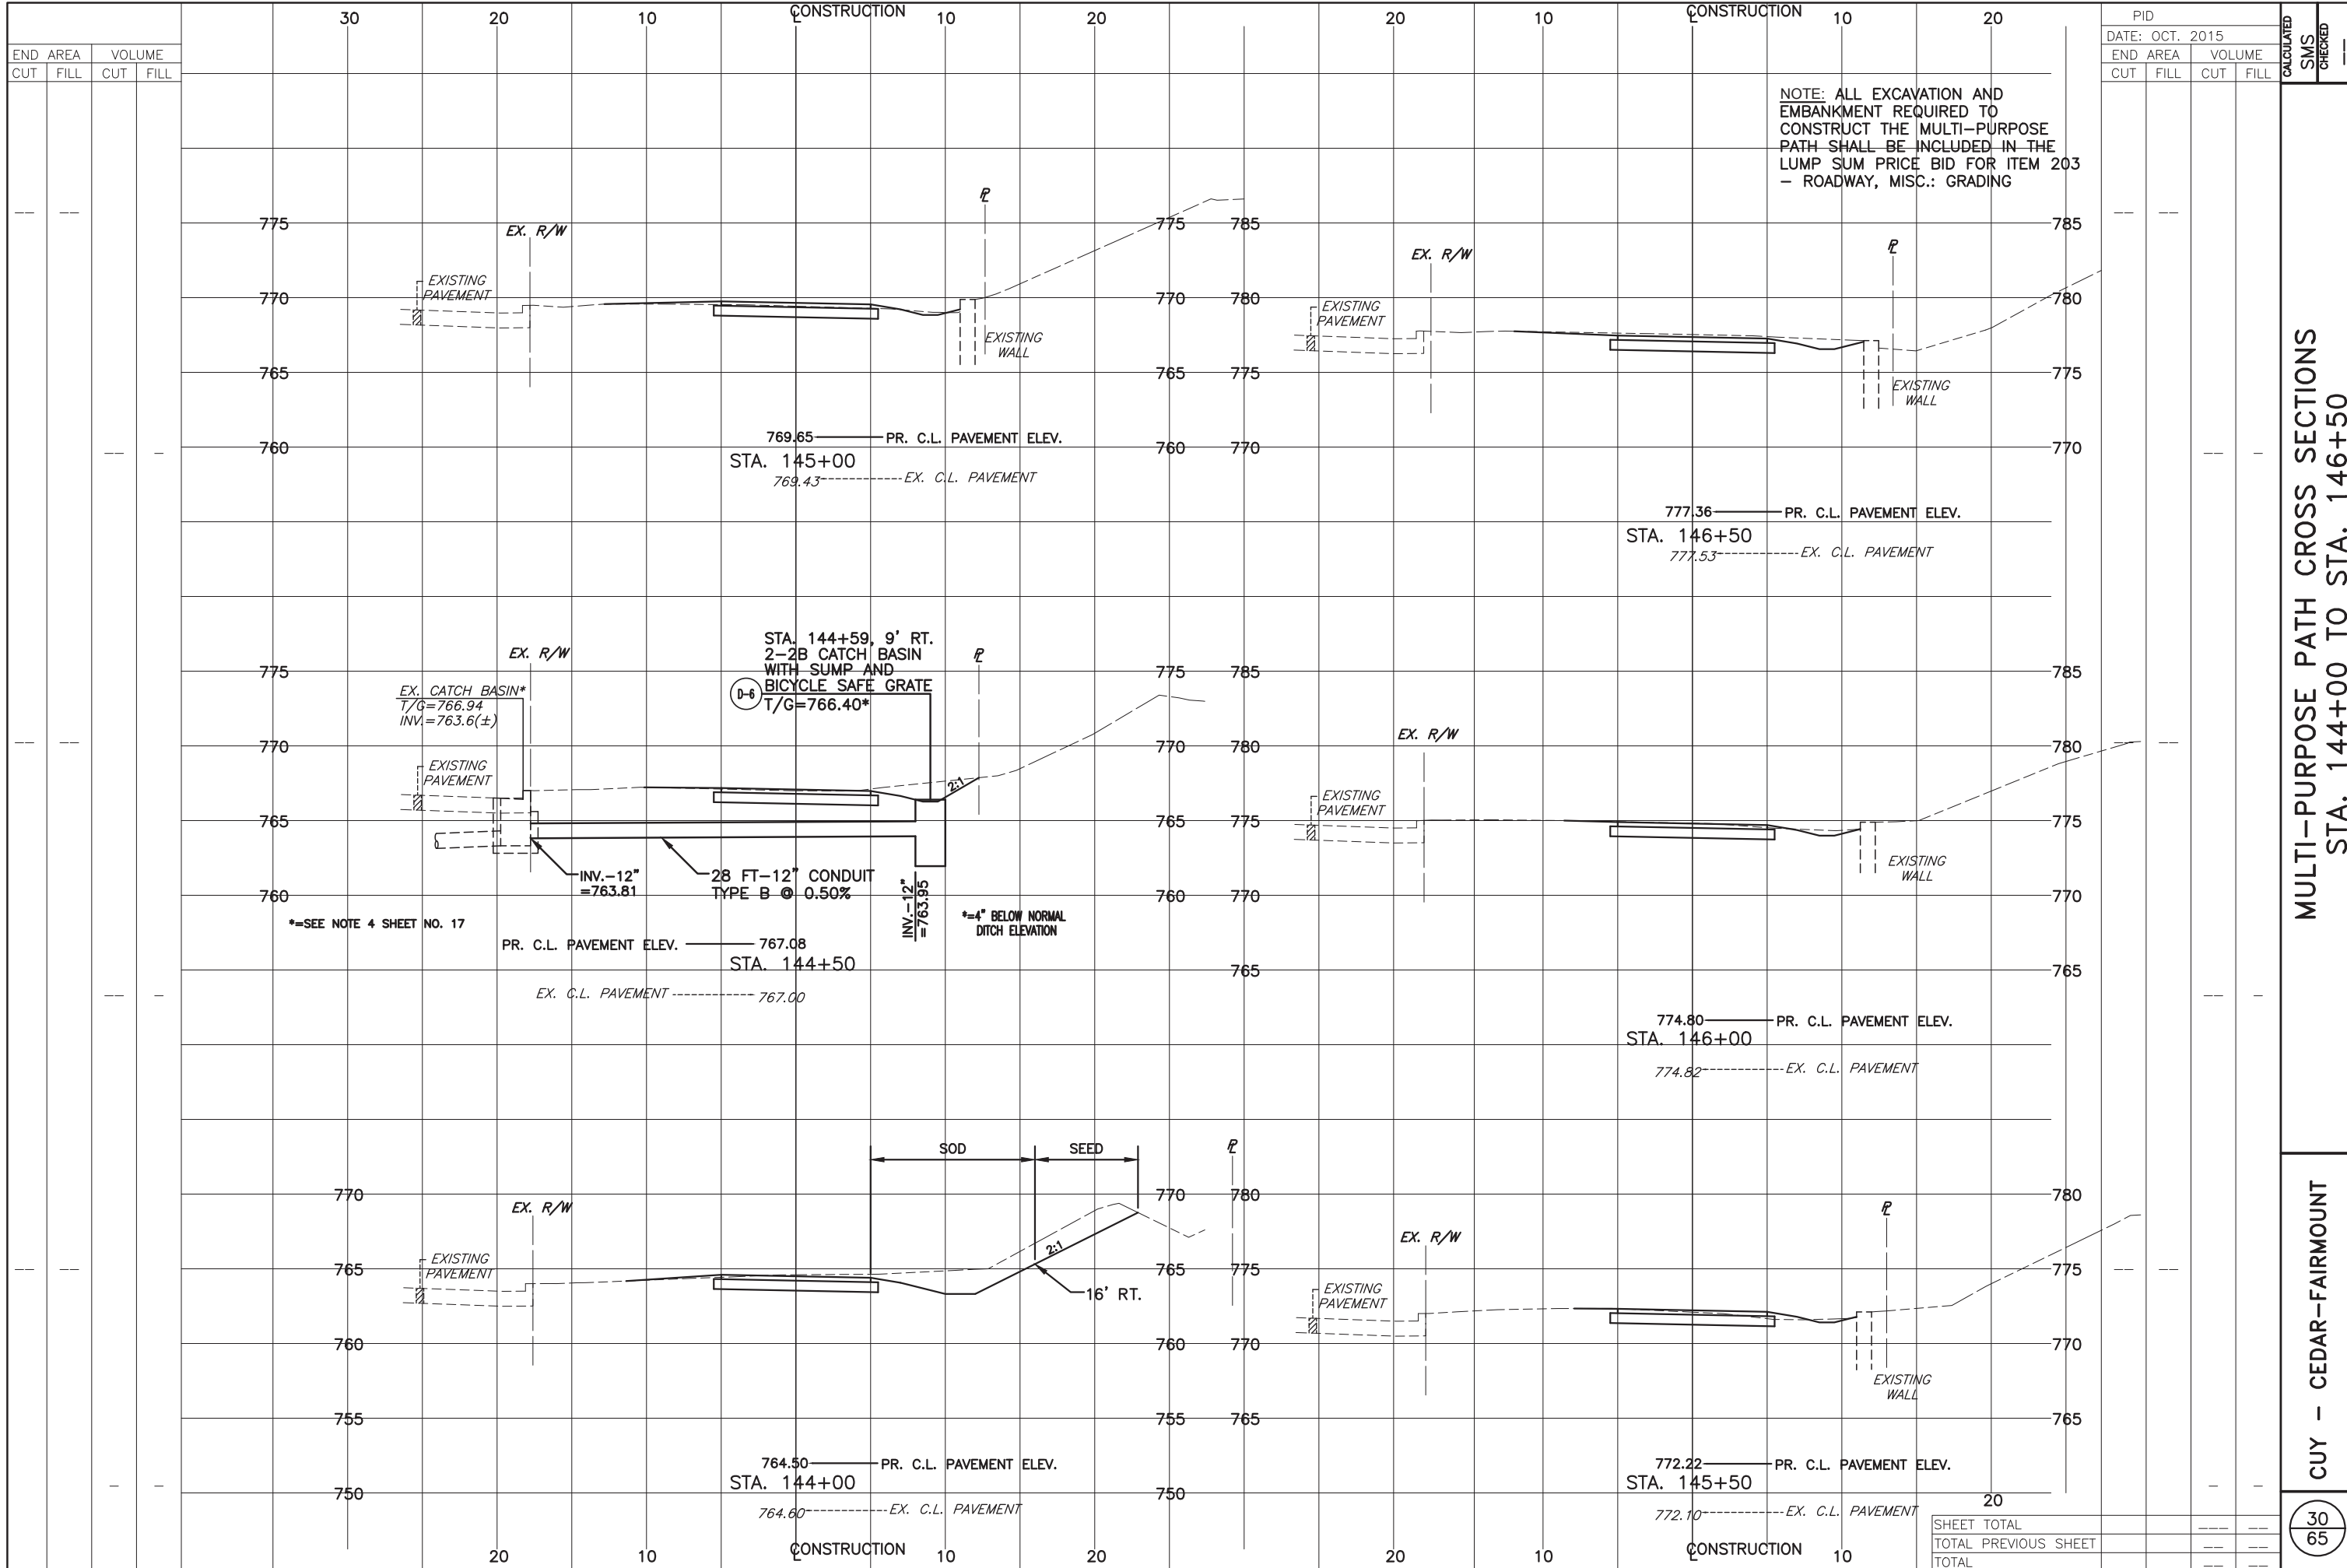 30 20 10 ℄ CONSTRUCTION 10 20 20 10 ℄ CONSTRUCTION 10 20
END AREA VOLUME
CUT FILL CUT FILL
PID
DATE: OCT. 2015
END AREA VOLUME
CUT FILL CUT FILL
CALCULATED
SMS
CHECKED
--
NOTE: ALL EXCAVATION AND
EMBANKMENT REQUIRED TO
CONSTRUCT THE MULTI-PURPOSE
PATH SHALL BE INCLUDED IN THE
LUMP SUM PRICE BID FOR ITEM 203
- ROADWAY, MISC.: GRADING
775 775
770 770
765 765
760 760
EX. R/W
EXISTING
PAVEMENT
℄
EXISTING
WALL
769.65 PR. C.L. PAVEMENT ELEV.
STA. 145+00
769.43 EX. C.L. PAVEMENT
785 785
780 780
775 775
770 770
EX. R/W
EXISTING
PAVEMENT
℄
EXISTING
WALL
777.36 PR. C.L. PAVEMENT ELEV.
STA. 146+50
777.53 EX. C.L. PAVEMENT
775 775
770 770
765 765
760 760
EX. R/W
EX. CATCH BASIN*
T/G=766.94
INV.=763.6(±)
EXISTING
PAVEMENT
STA. 144+59, 9' RT.
2-2B CATCH BASIN
WITH SUMP AND
BICYCLE SAFE GRATE
D-6
T/G=766.40*
℄
2:1
INV.-12"
=763.81
28 FT-12" CONDUIT
TYPE B @ 0.50%
INV.-12"
=763.95
*=4" BELOW NORMAL
DITCH ELEVATION
*=SEE NOTE 4 SHEET NO. 17
PR. C.L. PAVEMENT ELEV. 767.08
STA. 144+50
EX. C.L. PAVEMENT 767.00
785 785
780 780
775 775
770 770
765 765
EX. R/W
EXISTING
PAVEMENT
EXISTING
WALL
774.80 PR. C.L. PAVEMENT ELEV.
STA. 146+00
774.82 EX. C.L. PAVEMENT
770 770
765 765
760 760
755 755
750 750
SOD SEED
℄
EX. R/W
EXISTING
PAVEMENT
2:1
16' RT.
764.50 PR. C.L. PAVEMENT ELEV.
STA. 144+00
764.60 EX. C.L. PAVEMENT
780 780
775 775
770 770
765 765
EX. R/W
℄
EXISTING
PAVEMENT
EXISTING
WALL
772.22 PR. C.L. PAVEMENT ELEV.
STA. 145+50
772.10 EX. C.L. PAVEMENT
20
20 10 ℄ CONSTRUCTION 10 20 20 10 ℄ CONSTRUCTION 10
SHEET TOTAL
TOTAL PREVIOUS SHEET
TOTAL
MULTI-PURPOSE PATH CROSS SECTIONS
STA. 144+00 TO STA. 146+50
CUY - CEDAR-FAIRMOUNT
30
65